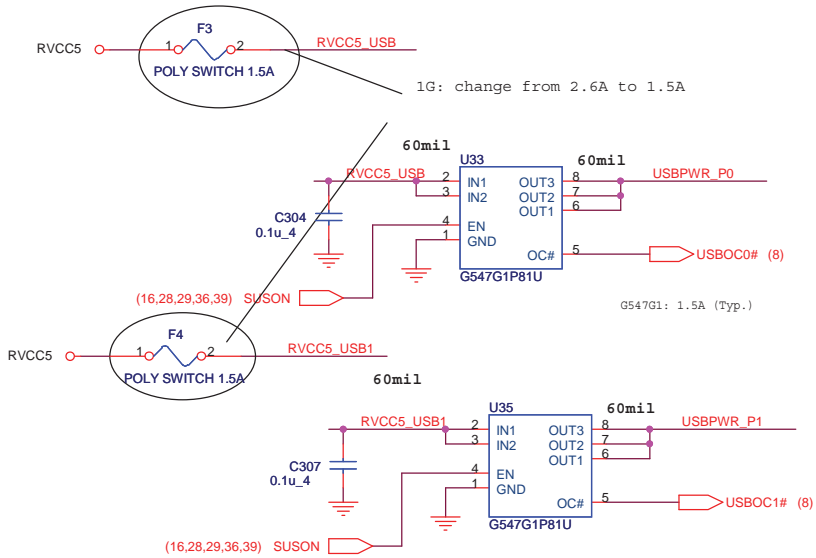 F3
RVCC5 1 2 RVCC5_USB
POLY SWITCH 1.5A
1G: change from 2.6A to 1.5A
60mil U33 60mil
RVCC5_USB 2 IN1 OUT3 8 USBPWR_P0
3 IN2 OUT2 7
OUT1 6
C304 4 EN
0.1u_4 1 GND
OC# 5 USBOC0# (8)
G547G1P81U
(16,28,29,36,39) SUSON
G547G1: 1.5A (Typ.)
F4
RVCC5 1 2 RVCC5_USB1
POLY SWITCH 1.5A
60mil
U35 60mil
RVCC5_USB1 2 IN1 OUT3 8 USBPWR_P1
3 IN2 OUT2 7
OUT1 6
C307 4 EN
0.1u_4 1 GND
OC# 5 USBOC1# (8)
G547G1P81U
(16,28,29,36,39) SUSON